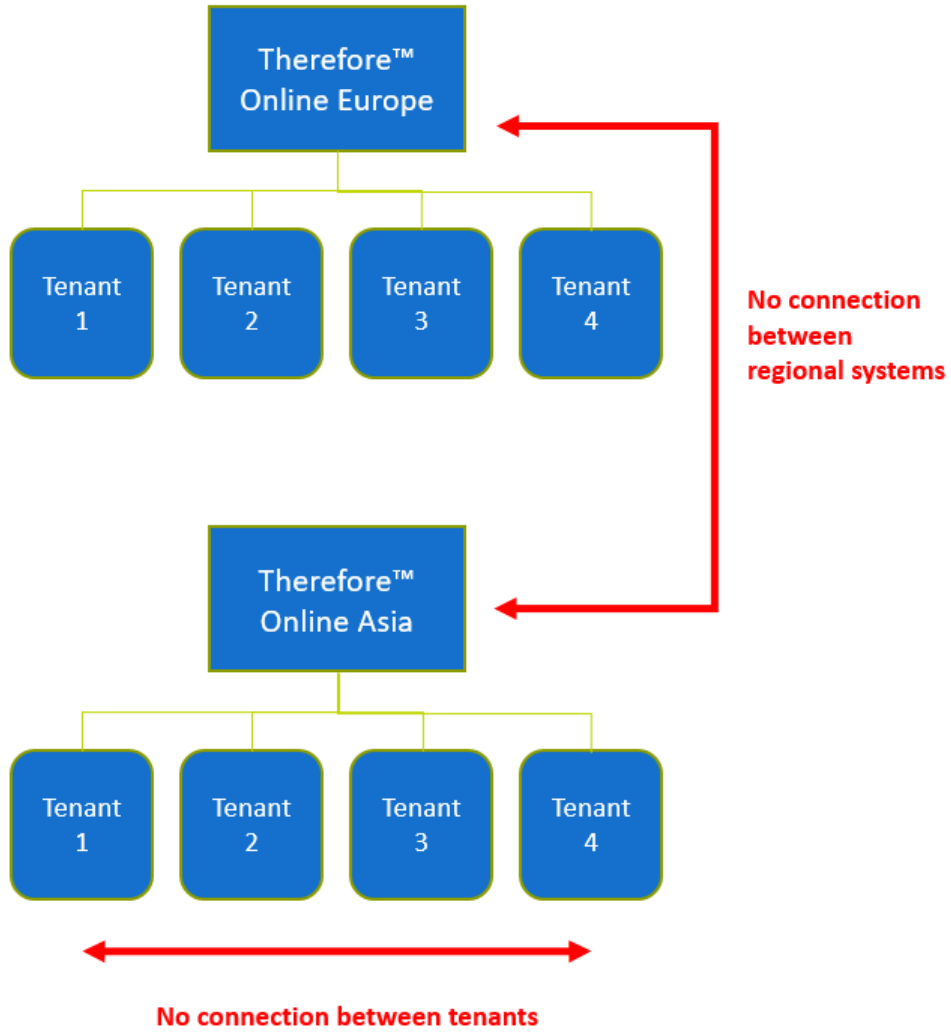 Therefore™
Online Europe
Tenant
1
Tenant
2
Tenant
3
Tenant
4
No connection
between
regional systems
Therefore™
Online Asia
Tenant
1
Tenant
2
Tenant
3
Tenant
4
No connection between tenants